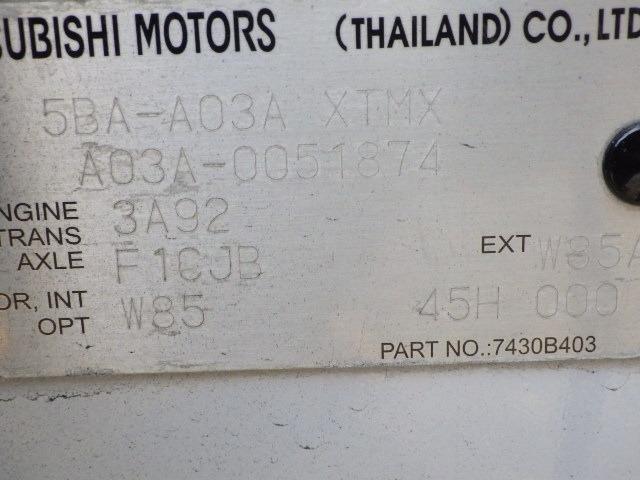 SUBISHI MOTORS (THAILAND) CO., LTD
5BA-A03A XTMX
A03A-0051874
ENGINE 3A92
TRANS AXLE F1CJB EXT W85A
OR, INT W85 45H 000
OPT
PART NO.:7430B403